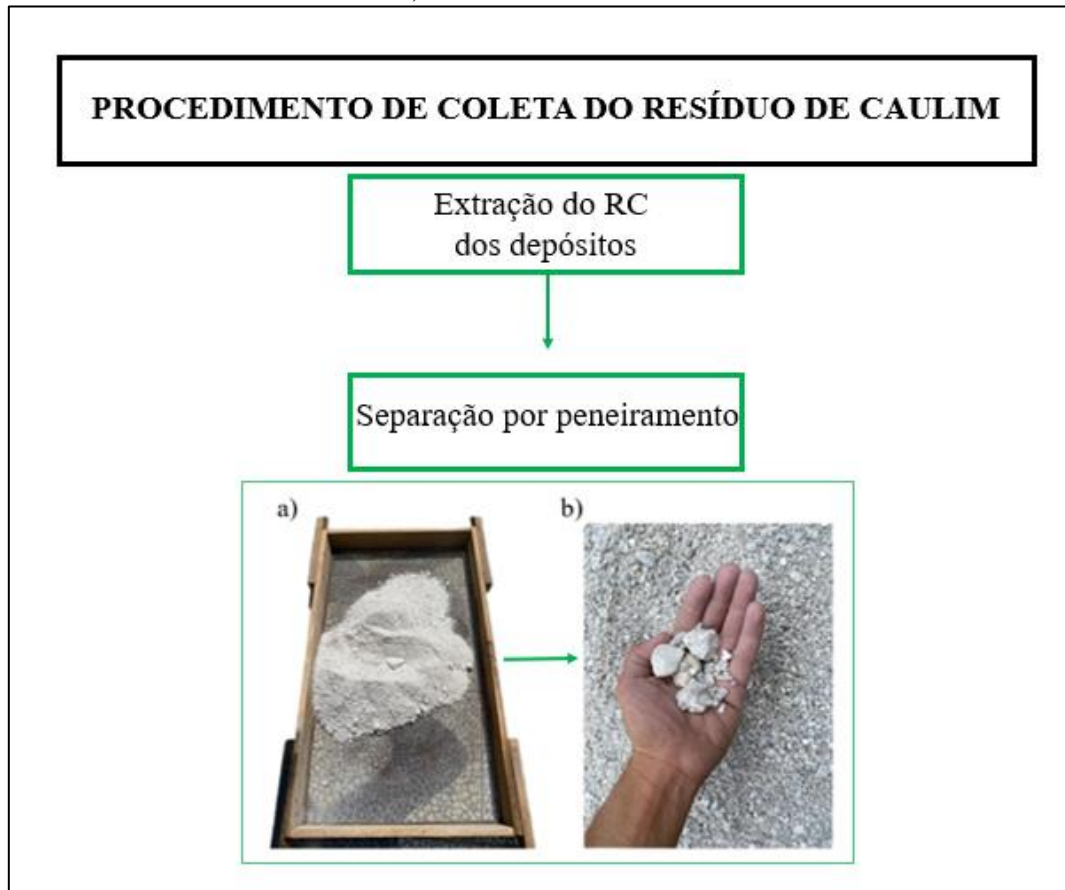 PROCEDIMENTO DE COLETA DO RESÍDUO DE CAULIM
Extração do RC
dos depósitos
Separação por peneiramento
a)
b)